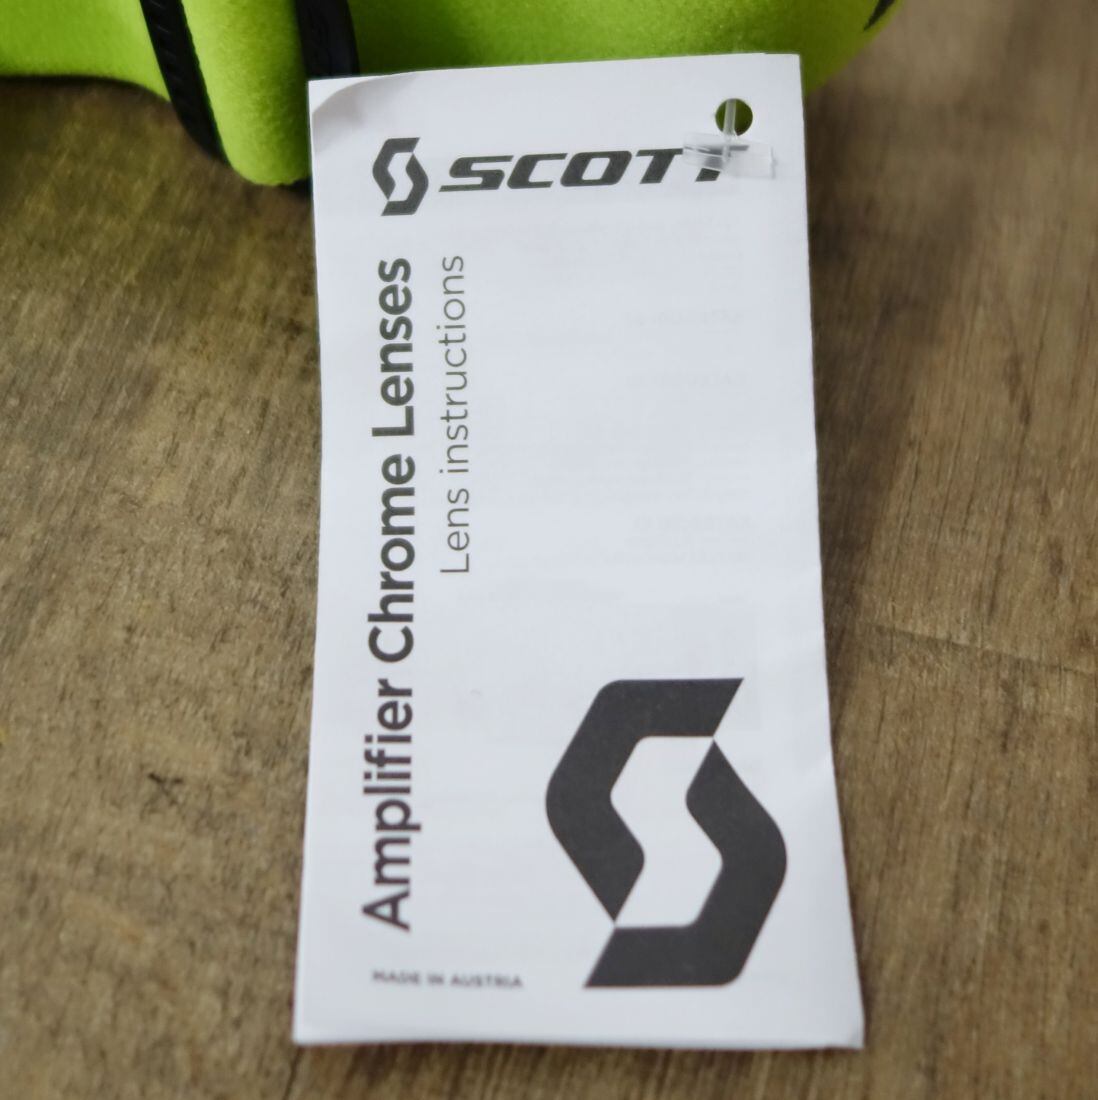 SCOTT
Amplifier Chrome Lenses
Lens instructions
MADE IN AUSTRIA